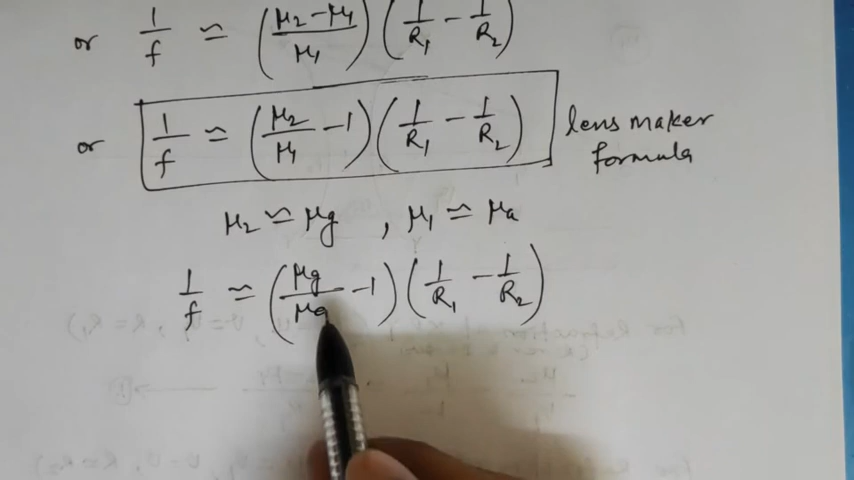 or 1/f ≃ ((μ2 − μ1)/μ1) (1/R1 − 1/R2)
or 1/f ≃ (μ2/μ1 − 1) (1/R1 − 1/R2) lens maker
formula
μ2 ≃ μg , μ1 ≃ μa
1/f ≃ (μg/μa − 1) (1/R1 − 1/R2)